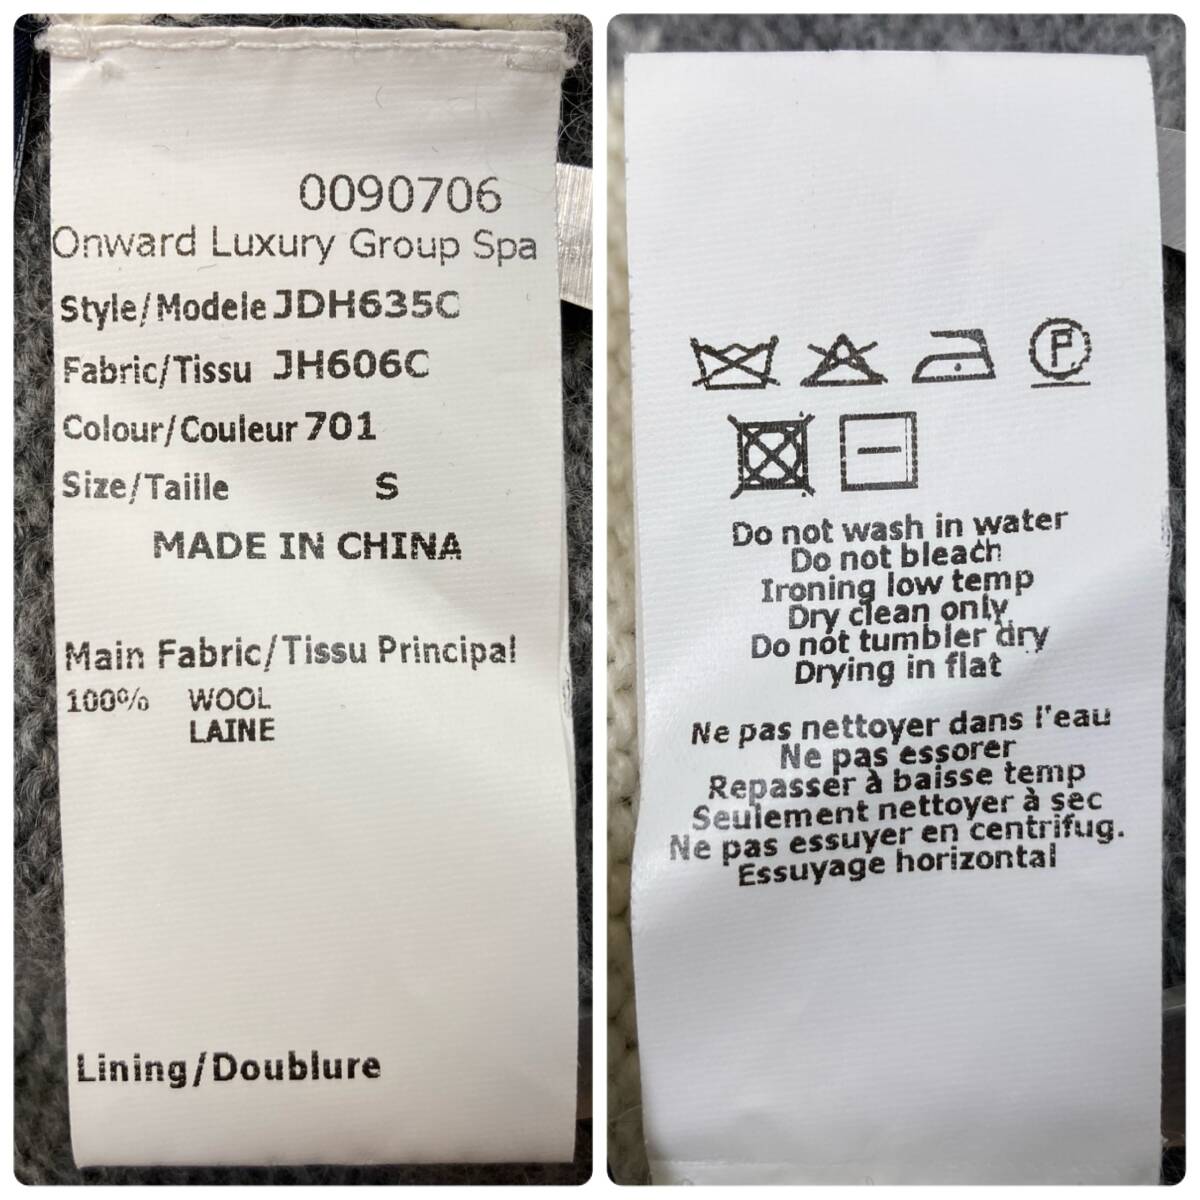 0090706
Onward Luxury Group Spa
Style/Modele JDH635C
Fabric/Tissu JH606C
Colour/Couleur 701
Size/Taiile S
MADE IN CHINA
Main Fabric/Tissu Principal
100% WOOL
LAINE
Lining/Doublure
P
Do not wash in water
Do not bleach
Ironing low temp
Dry clean only
Do not tumbler dry
Drying in flat
Ne pas nettoyer dans l'eau
Ne pas essorer
Repasser à baisse temp
Seulement nettoyer à sec
Ne pas essuyer en centrifug.
Essuyage horizontal